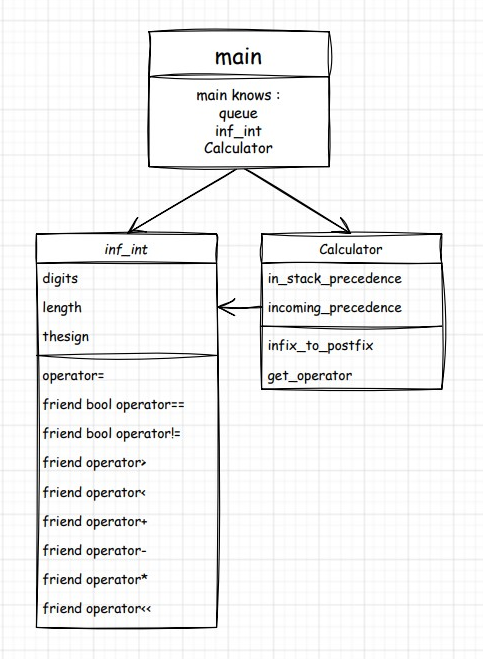 main
main knows :
queue
inf_int
Calculator
inf_int
digits
length
thesign
operator=
friend bool operator==
friend bool operator!=
friend operator>
friend operator<
friend operator+
friend operator-
friend operator*
friend operator<<
Calculator
in_stack_precedence
incoming_precedence
infix_to_postfix
get_operator